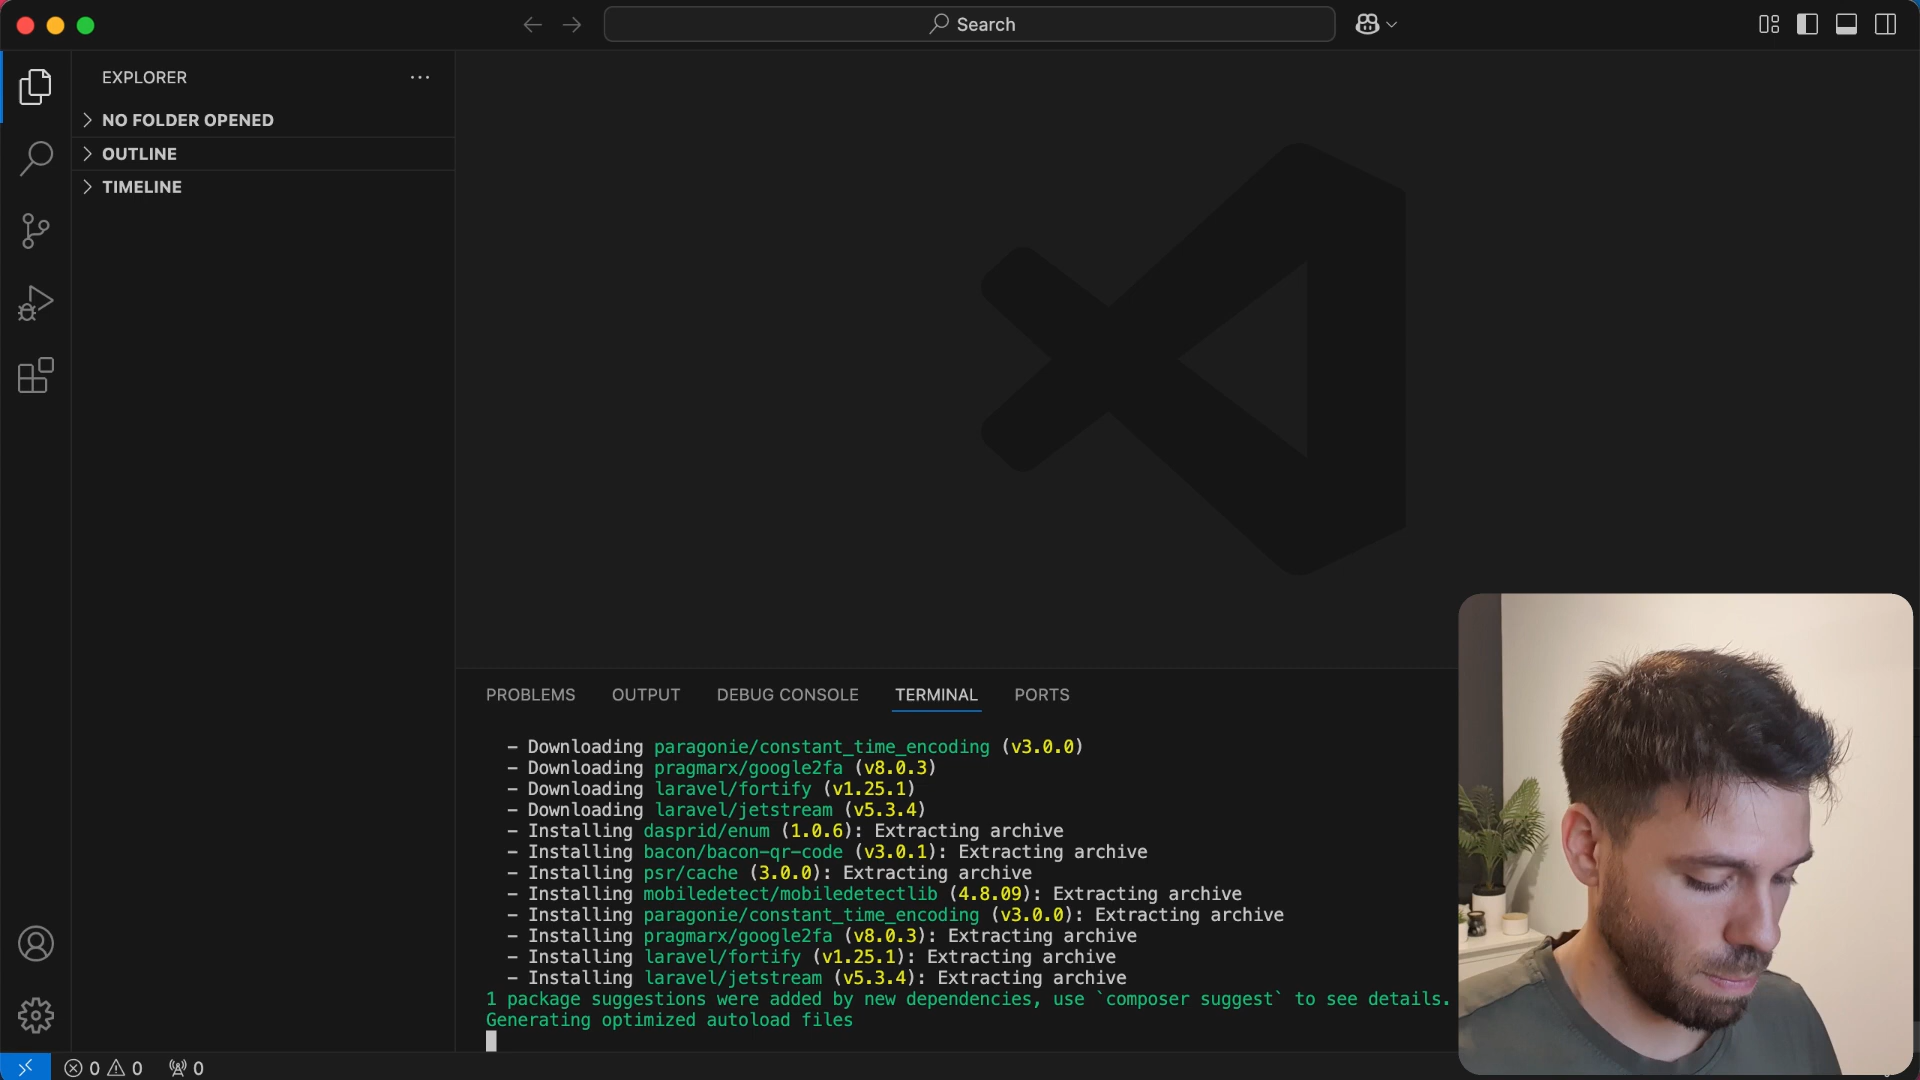 Search
EXPLORER
NO FOLDER OPENED
OUTLINE
TIMELINE
PROBLEMS OUTPUT DEBUG CONSOLE TERMINAL PORTS
- Downloading paragonie/constant_time_encoding (v3.0.0)
- Downloading pragmarx/google2fa (v8.0.3)
- Downloading laravel/fortify (v1.25.1)
- Downloading laravel/jetstream (v5.3.4)
- Installing dasprid/enum (1.0.6): Extracting archive
- Installing bacon/bacon-qr-code (v3.0.1): Extracting archive
- Installing psr/cache (3.0.0): Extracting archive
- Installing mobiledetect/mobiledetectlib (4.8.09): Extracting archive
- Installing paragonie/constant_time_encoding (v3.0.0): Extracting archive
- Installing pragmarx/google2fa (v8.0.3): Extracting archive
- Installing laravel/fortify (v1.25.1): Extracting archive
- Installing laravel/jetstream (v5.3.4): Extracting archive
1 package suggestions were added by new dependencies, use `composer suggest` to see details.
Generating optimized autoload files
0 0 0